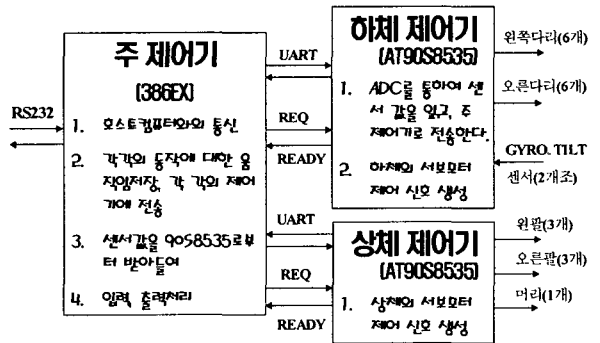 주 제어기
(386EX)
1. 호스트컴퓨터와의 통신
2. 각각의 동작에 대한 움
직임저장, 각 각의 제어
기에 전송
3. 센서값을 90S8535로부
터 받아들여
4. 입력, 출력처리
RS232
UART
REQ
READY
UART
REQ
READY
하체 제어기
(AT90S8535)
1. ADC를 통하여 센
서 값을 읽고, 주
제어기로 전송한다.
2. 하체의 서보모터
제어 신호 생성
왼쪽다리(6개)
오른다리(6개)
GYRO. TILT
센서(2개조)
상체 제어기
(AT90S8535)
1. 상체의 서보모터
제어 신호 생성
왼팔(3개)
오른팔(3개)
머리(1개)